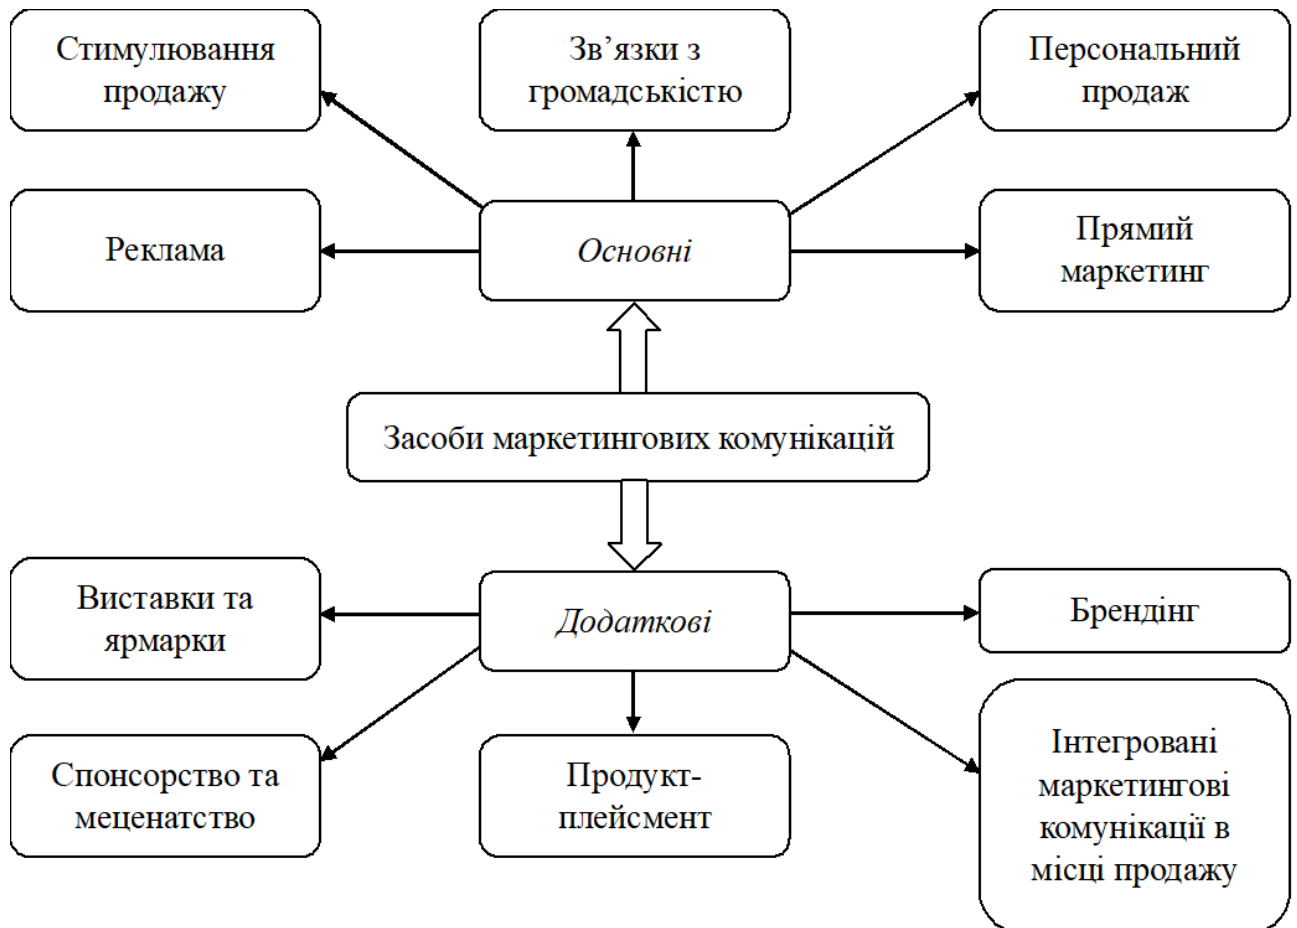 Стимулювання
продажу
Зв’язки з
громадськістю
Персональний
продаж
Реклама
Основні
Прямий
маркетинг
Засоби маркетингових комунікацій
Виставки та
ярмарки
Додаткові
Брендінг
Спонсорство та
меценатство
Продукт-
плейсмент
Інтегровані
маркетингові
комунікації в
місці продажу